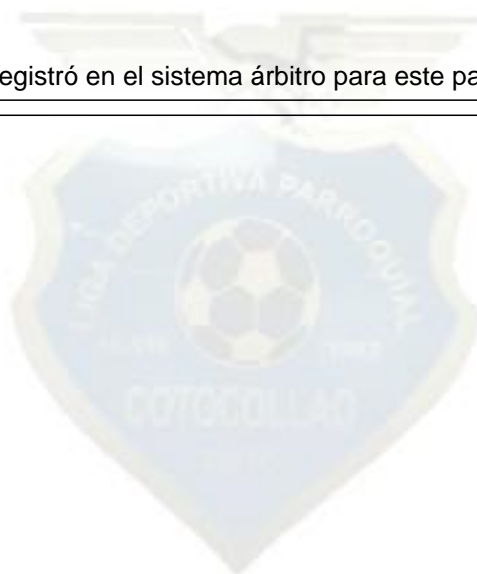 egistró en el sistema árbitro para este pa
LIGA DEPORTIVA PARROQUIAL
COTOCOLLAO